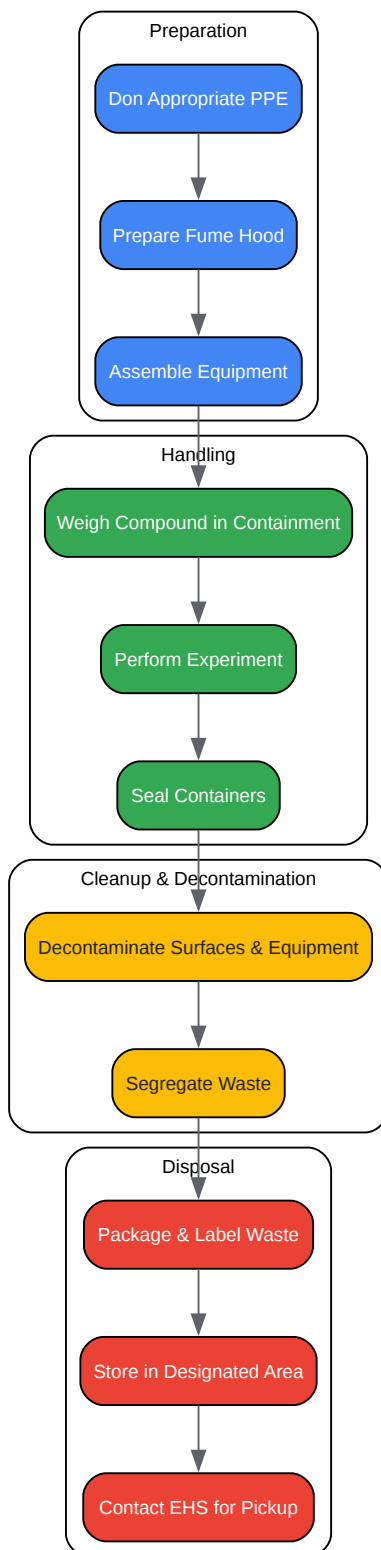 Preparation
Don Appropriate PPE
Prepare Fume Hood
Assemble Equipment
Handling
Weigh Compound in Containment
Perform Experiment
Seal Containers
Cleanup & Decontamination
Decontaminate Surfaces & Equipment
Segregate Waste
Disposal
Package & Label Waste
Store in Designated Area
Contact EHS for Pickup